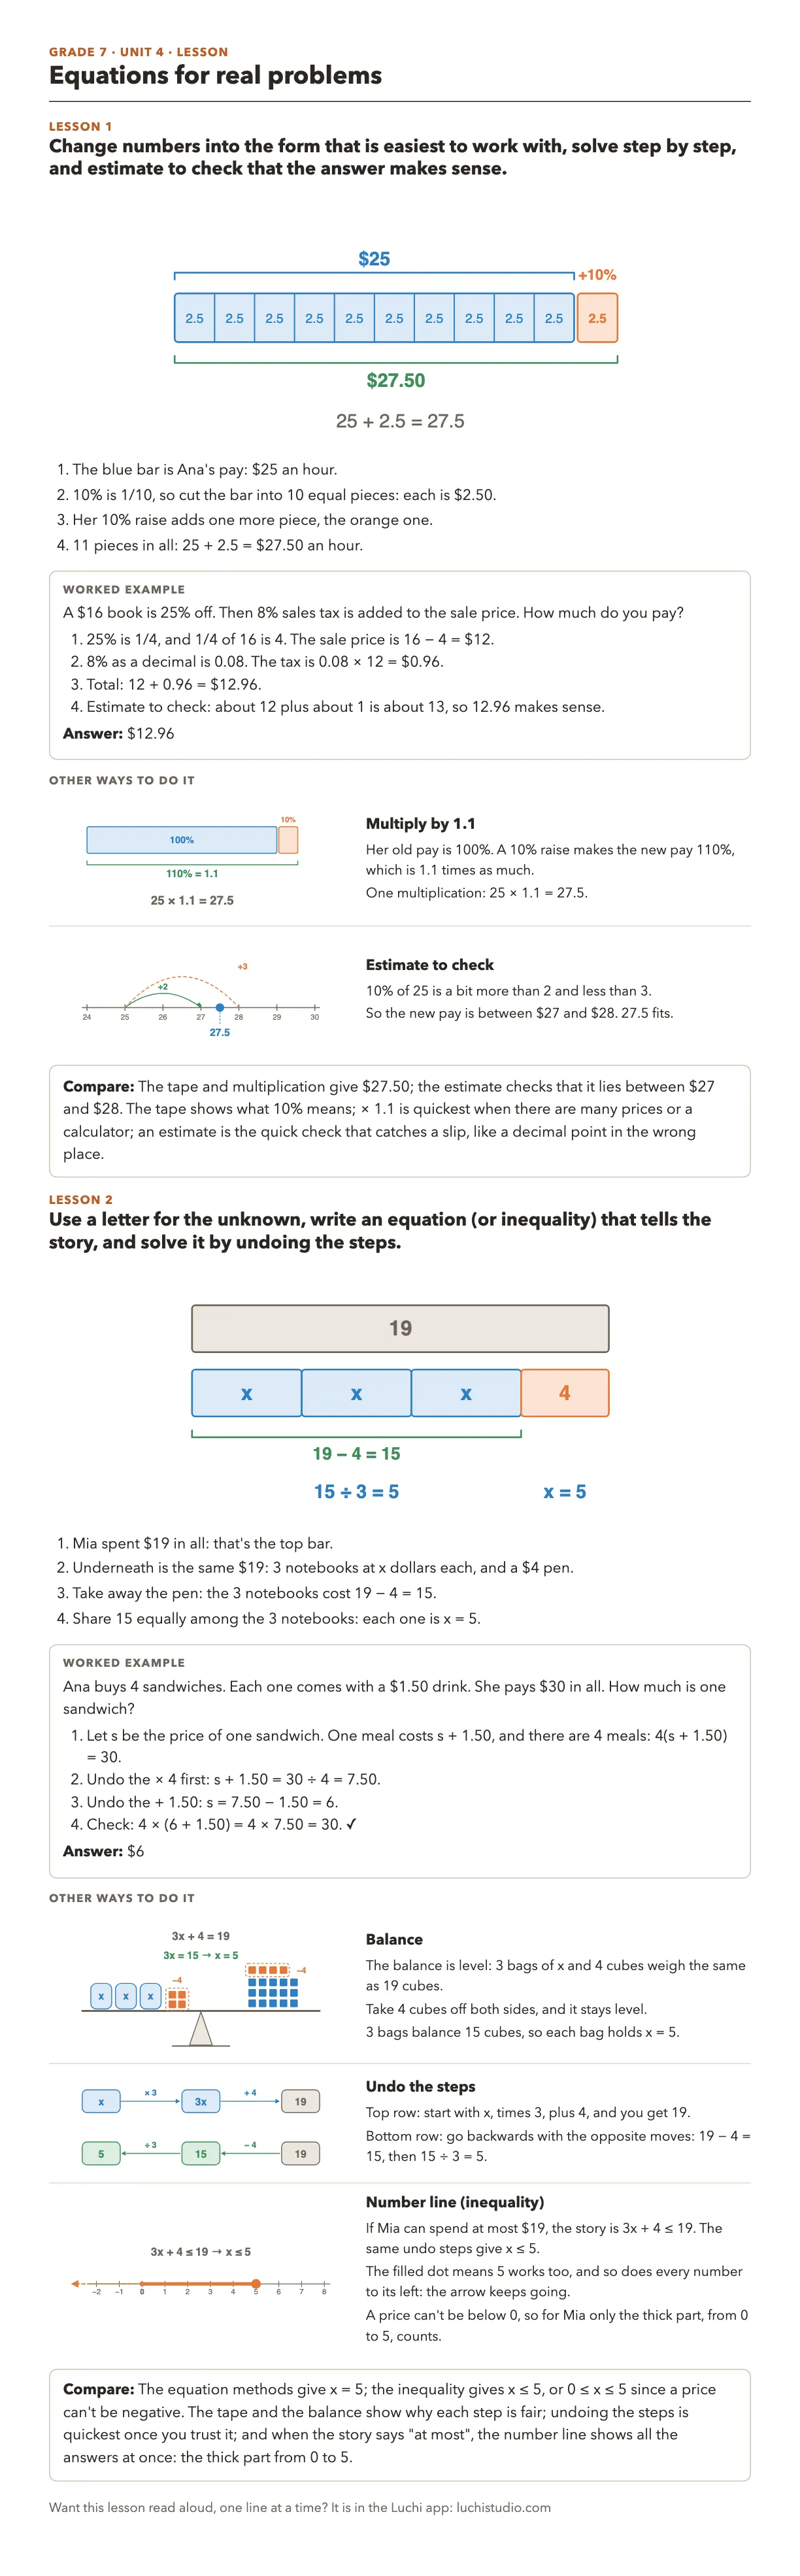 GRADE 7 · UNIT 4 · LESSON
Equations for real problems
LESSON 1
Change numbers into the form that is easiest to work with, solve step by step,
and estimate to check that the answer makes sense.
$25
+10%
2.5 2.5 2.5 2.5 2.5 2.5 2.5 2.5 2.5 2.5 2.5
$27.50
25 + 2.5 = 27.5
1. The blue bar is Ana's pay: $25 an hour.
2. 10% is 1/10, so cut the bar into 10 equal pieces: each is $2.50.
3. Her 10% raise adds one more piece, the orange one.
4. 11 pieces in all: 25 + 2.5 = $27.50 an hour.
WORKED EXAMPLE
A $16 book is 25% off. Then 8% sales tax is added to the sale price. How much do you pay?
1. 25% is 1/4, and 1/4 of 16 is 4. The sale price is 16 − 4 = $12.
2. 8% as a decimal is 0.08. The tax is 0.08 × 12 = $0.96.
3. Total: 12 + 0.96 = $12.96.
4. Estimate to check: about 12 plus about 1 is about 13, so 12.96 makes sense.
Answer: $12.96
OTHER WAYS TO DO IT
10%
100%
110% = 1.1
25 × 1.1 = 27.5
Multiply by 1.1
Her old pay is 100%. A 10% raise makes the new pay 110%,
which is 1.1 times as much.
One multiplication: 25 × 1.1 = 27.5.
+3
+2
24 25 26 27 28 29 30
27.5
Estimate to check
10% of 25 is a bit more than 2 and less than 3.
So the new pay is between $27 and $28. 27.5 fits.
Compare: The tape and multiplication give $27.50; the estimate checks that it lies between $27
and $28. The tape shows what 10% means; × 1.1 is quickest when there are many prices or a
calculator; an estimate is the quick check that catches a slip, like a decimal point in the wrong
place.
LESSON 2
Use a letter for the unknown, write an equation (or inequality) that tells the
story, and solve it by undoing the steps.
19
x x x 4
19 − 4 = 15
15 ÷ 3 = 5 x = 5
1. Mia spent $19 in all: that's the top bar.
2. Underneath is the same $19: 3 notebooks at x dollars each, and a $4 pen.
3. Take away the pen: the 3 notebooks cost 19 − 4 = 15.
4. Share 15 equally among the 3 notebooks: each one is x = 5.
WORKED EXAMPLE
Ana buys 4 sandwiches. Each one comes with a $1.50 drink. She pays $30 in all. How much is one
sandwich?
1. Let s be the price of one sandwich. One meal costs s + 1.50, and there are 4 meals: 4(s + 1.50)
= 30.
2. Undo the × 4 first: s + 1.50 = 30 ÷ 4 = 7.50.
3. Undo the + 1.50: s = 7.50 − 1.50 = 6.
4. Check: 4 × (6 + 1.50) = 4 × 7.50 = 30. ✓
Answer: $6
OTHER WAYS TO DO IT
3x + 4 = 19
3x = 15 → x = 5
−4
−4
x x x
Balance
The balance is level: 3 bags of x and 4 cubes weigh the same
as 19 cubes.
Take 4 cubes off both sides, and it stays level.
3 bags balance 15 cubes, so each bag holds x = 5.
× 3 + 4
x 3x 19
÷ 3 − 4
5 15 19
Undo the steps
Top row: start with x, times 3, plus 4, and you get 19.
Bottom row: go backwards with the opposite moves: 19 − 4 =
15, then 15 ÷ 3 = 5.
3x + 4 ≤ 19 → x ≤ 5
−2 −1 0 1 2 3 4 5 6 7 8
Number line (inequality)
If Mia can spend at most $19, the story is 3x + 4 ≤ 19. The
same undo steps give x ≤ 5.
The filled dot means 5 works too, and so does every number
to its left: the arrow keeps going.
A price can't be below 0, so for Mia only the thick part, from 0
to 5, counts.
Compare: The equation methods give x = 5; the inequality gives x ≤ 5, or 0 ≤ x ≤ 5 since a price
can't be negative. The tape and the balance show why each step is fair; undoing the steps is
quickest once you trust it; and when the story says "at most", the number line shows all the
answers at once: the thick part from 0 to 5.
Want this lesson read aloud, one line at a time? It is in the Luchi app: luchistudio.com